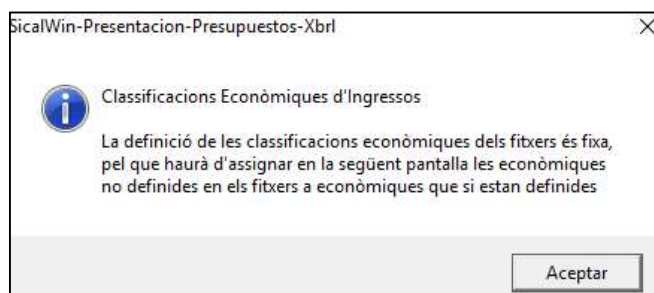 SicalWin-Presentacion-Presupuestos-Xbrl
Classificacions Econòmiques d'Ingressos
La definició de les classificacions econòmiques dels fitxers és fixa,
pel que haurà d'assignar en la següent pantalla les econòmiques
no definides en els fitxers a econòmiques que si estan definides
Aceptar